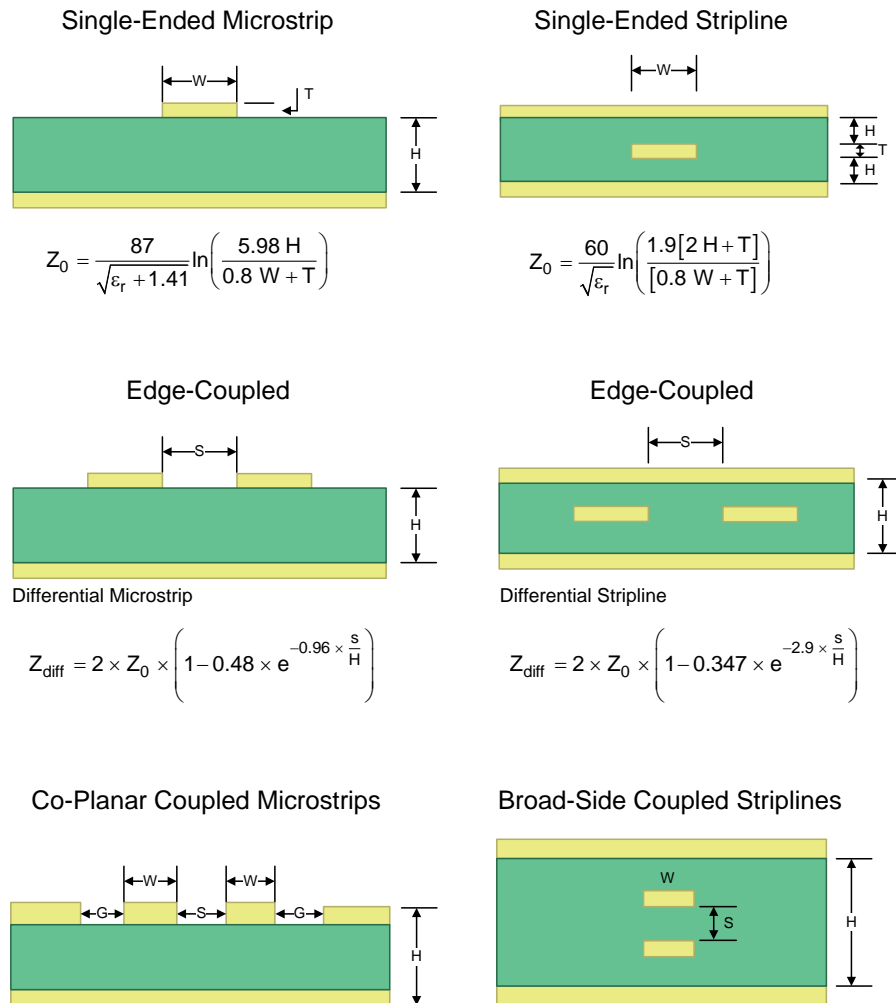 Single-Ended Microstrip
W
T
H
Z₀ = 87 / √(εᵣ + 1.41) ln(5.98 H / (0.8 W + T))
Single-Ended Stripline
W
H
T
H
Z₀ = 60 / √εᵣ ln(1.9[2 H + T] / [0.8 W + T])
Edge-Coupled
S
H
Differential Microstrip
Z_diff = 2 × Z₀ × (1 − 0.48 × e^(−0.96 × s/H))
Edge-Coupled
S
H
Differential Stripline
Z_diff = 2 × Z₀ × (1 − 0.347 × e^(−2.9 × s/H))
Co-Planar Coupled Microstrips
W
W
G
S
G
H
Broad-Side Coupled Striplines
W
S
H